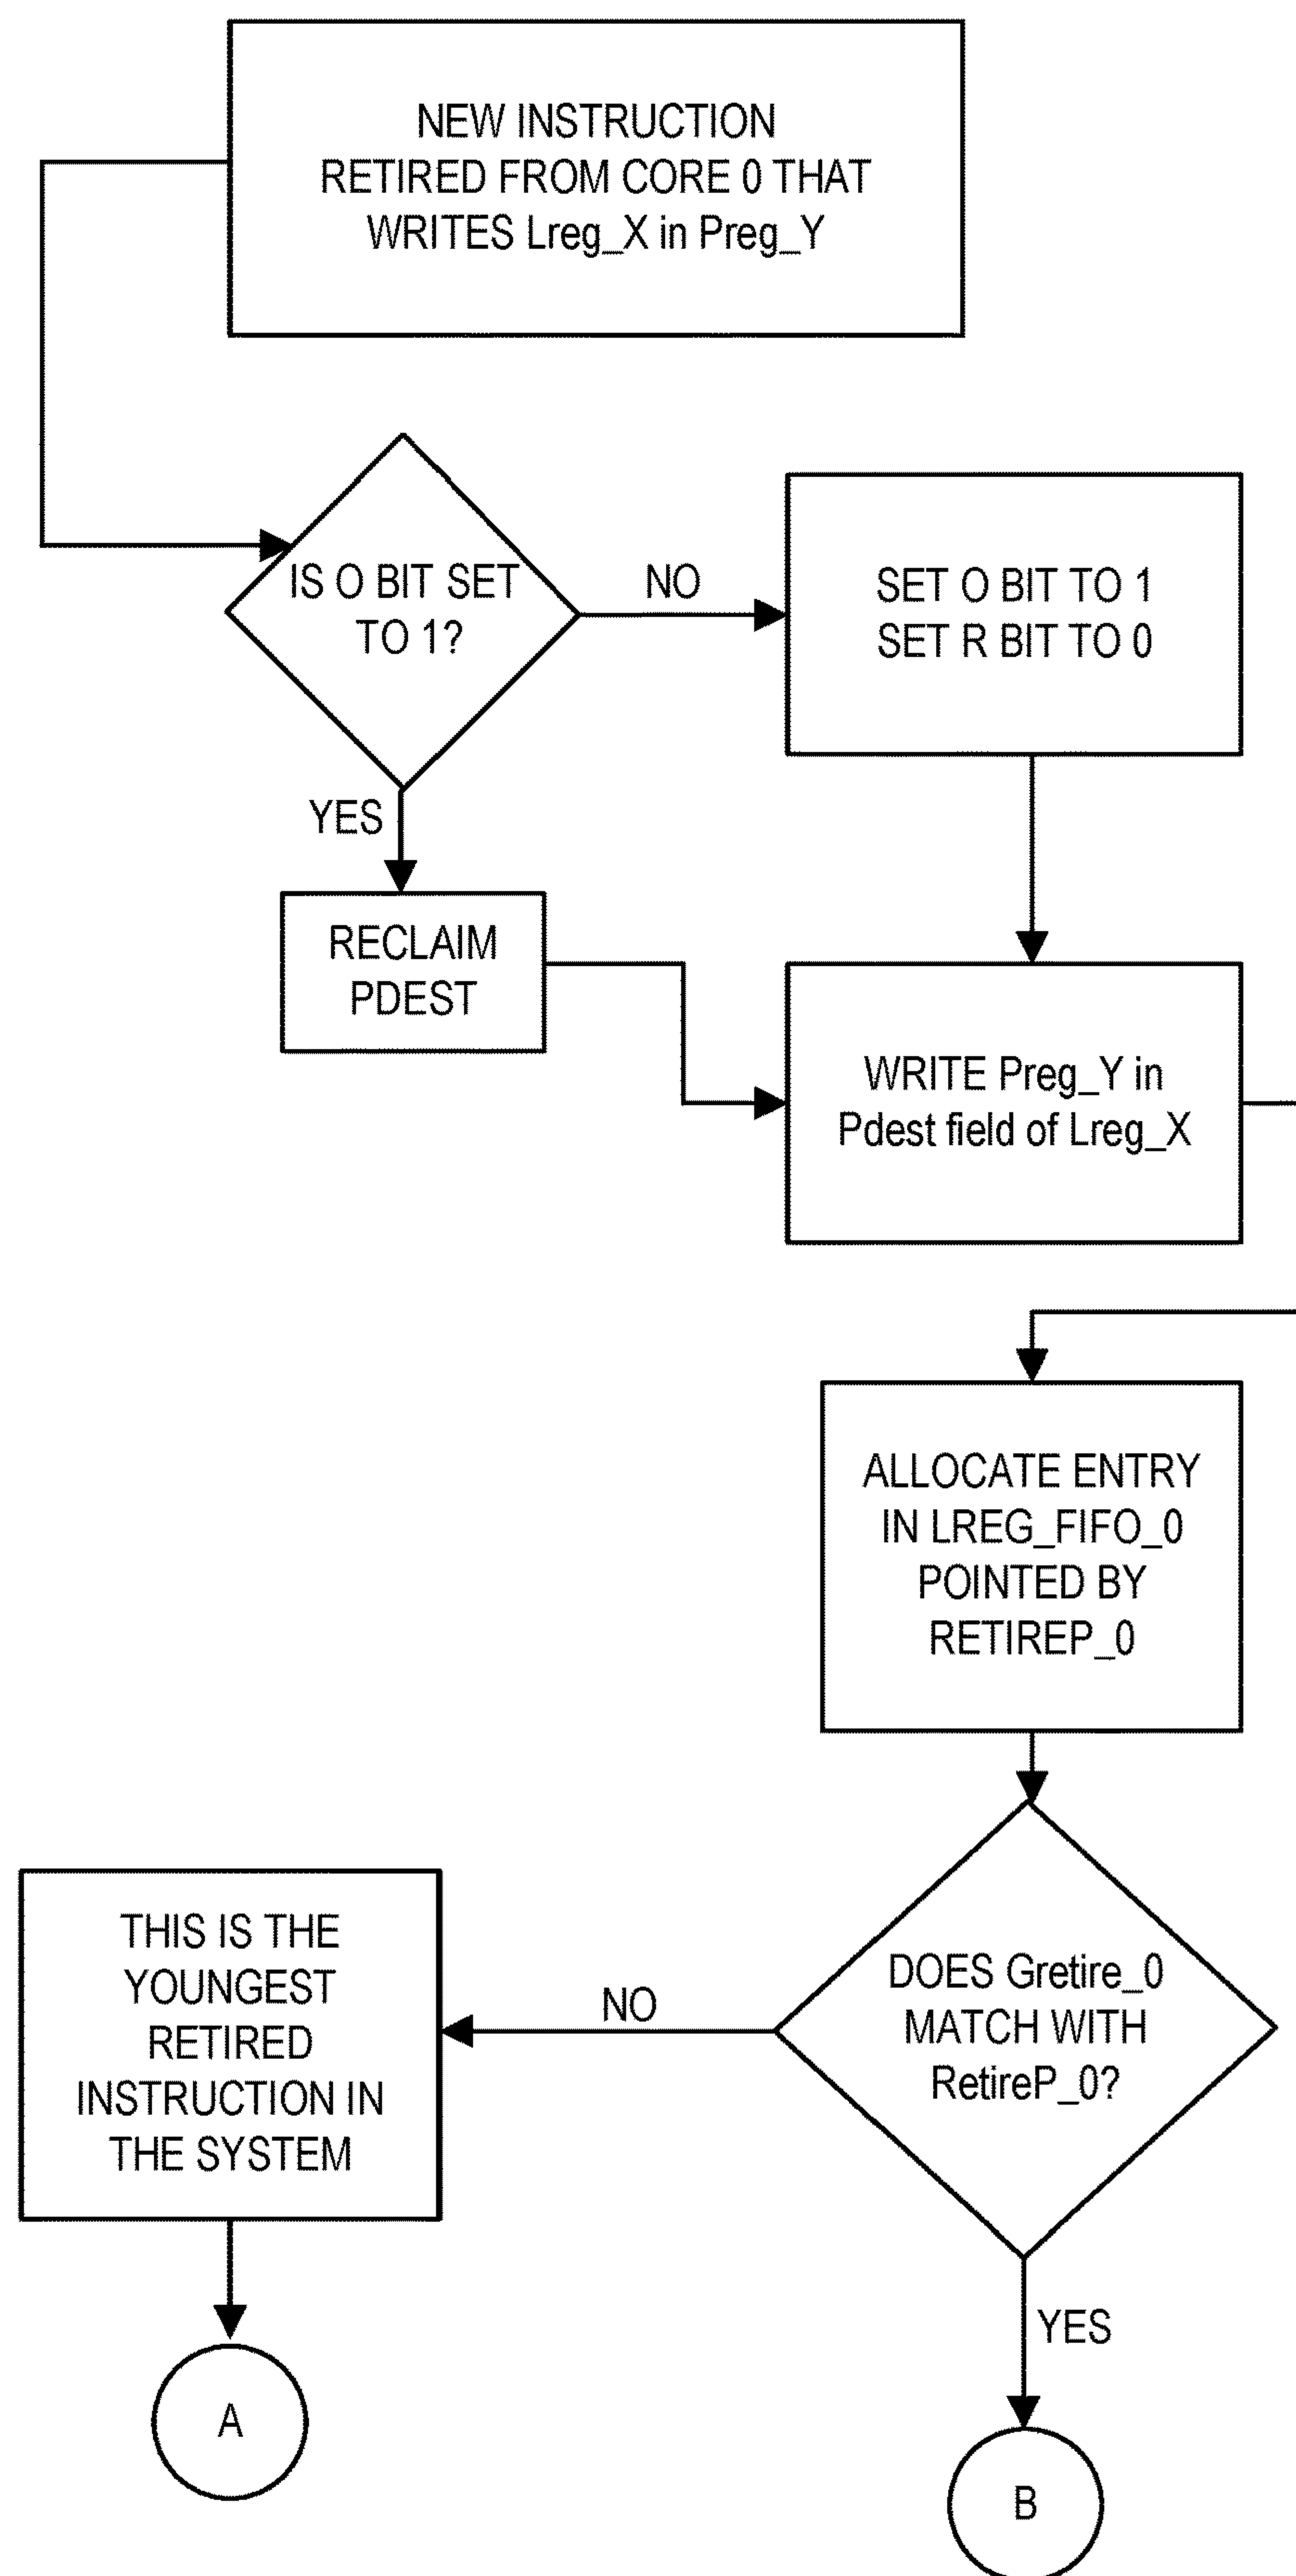 NEW INSTRUCTION
RETIRED FROM CORE 0 THAT
WRITES Lreg_X in Preg_Y
IS O BIT SET
TO 1?
NO
SET O BIT TO 1
SET R BIT TO 0
YES
RECLAIM
PDEST
WRITE Preg_Y in
Pdest field of Lreg_X
ALLOCATE ENTRY
IN LREG_FIFO_0
POINTED BY
RETIREP_0
DOES Gretire_0
MATCH WITH
RetireP_0?
NO
THIS IS THE
YOUNGEST
RETIRED
INSTRUCTION IN
THE SYSTEM
YES
A
B